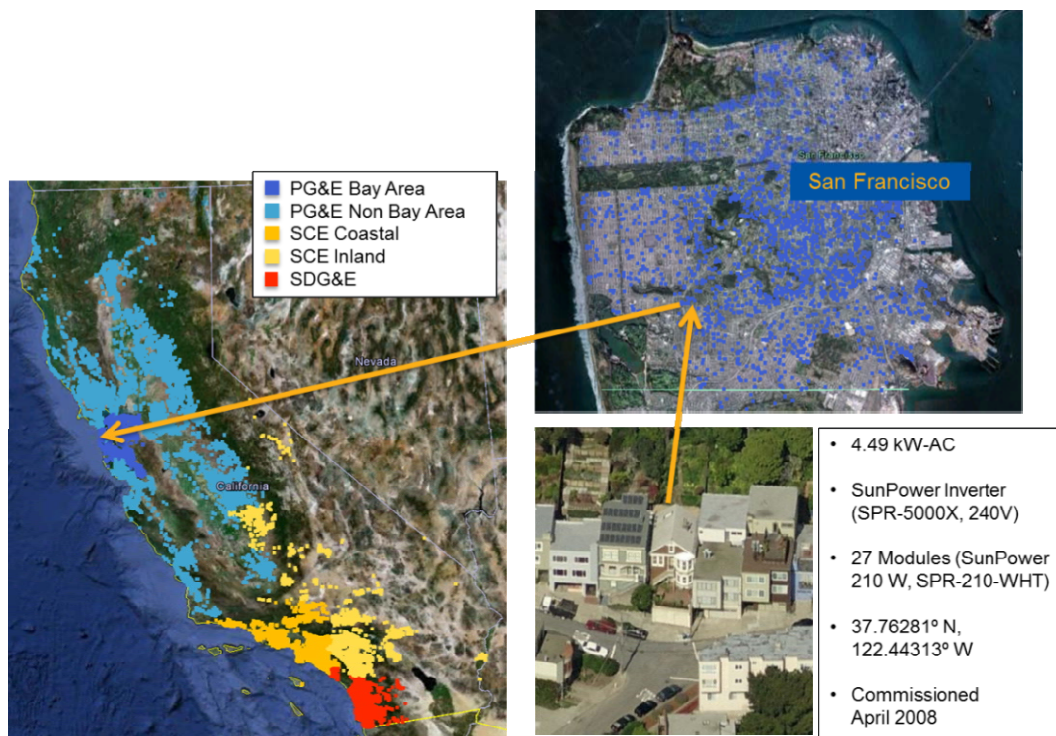 San Francisco
San Francisco
PG&E Bay Area
PG&E Non Bay Area
SCE Coastal
SCE Inland
SDG&E
Nevada
California
• 4.49 kW-AC
• SunPower Inverter
(SPR-5000X, 240V)
• 27 Modules (SunPower
210 W, SPR-210-WHT)
• 37.76281º N,
122.44313º W
• Commissioned
April 2008